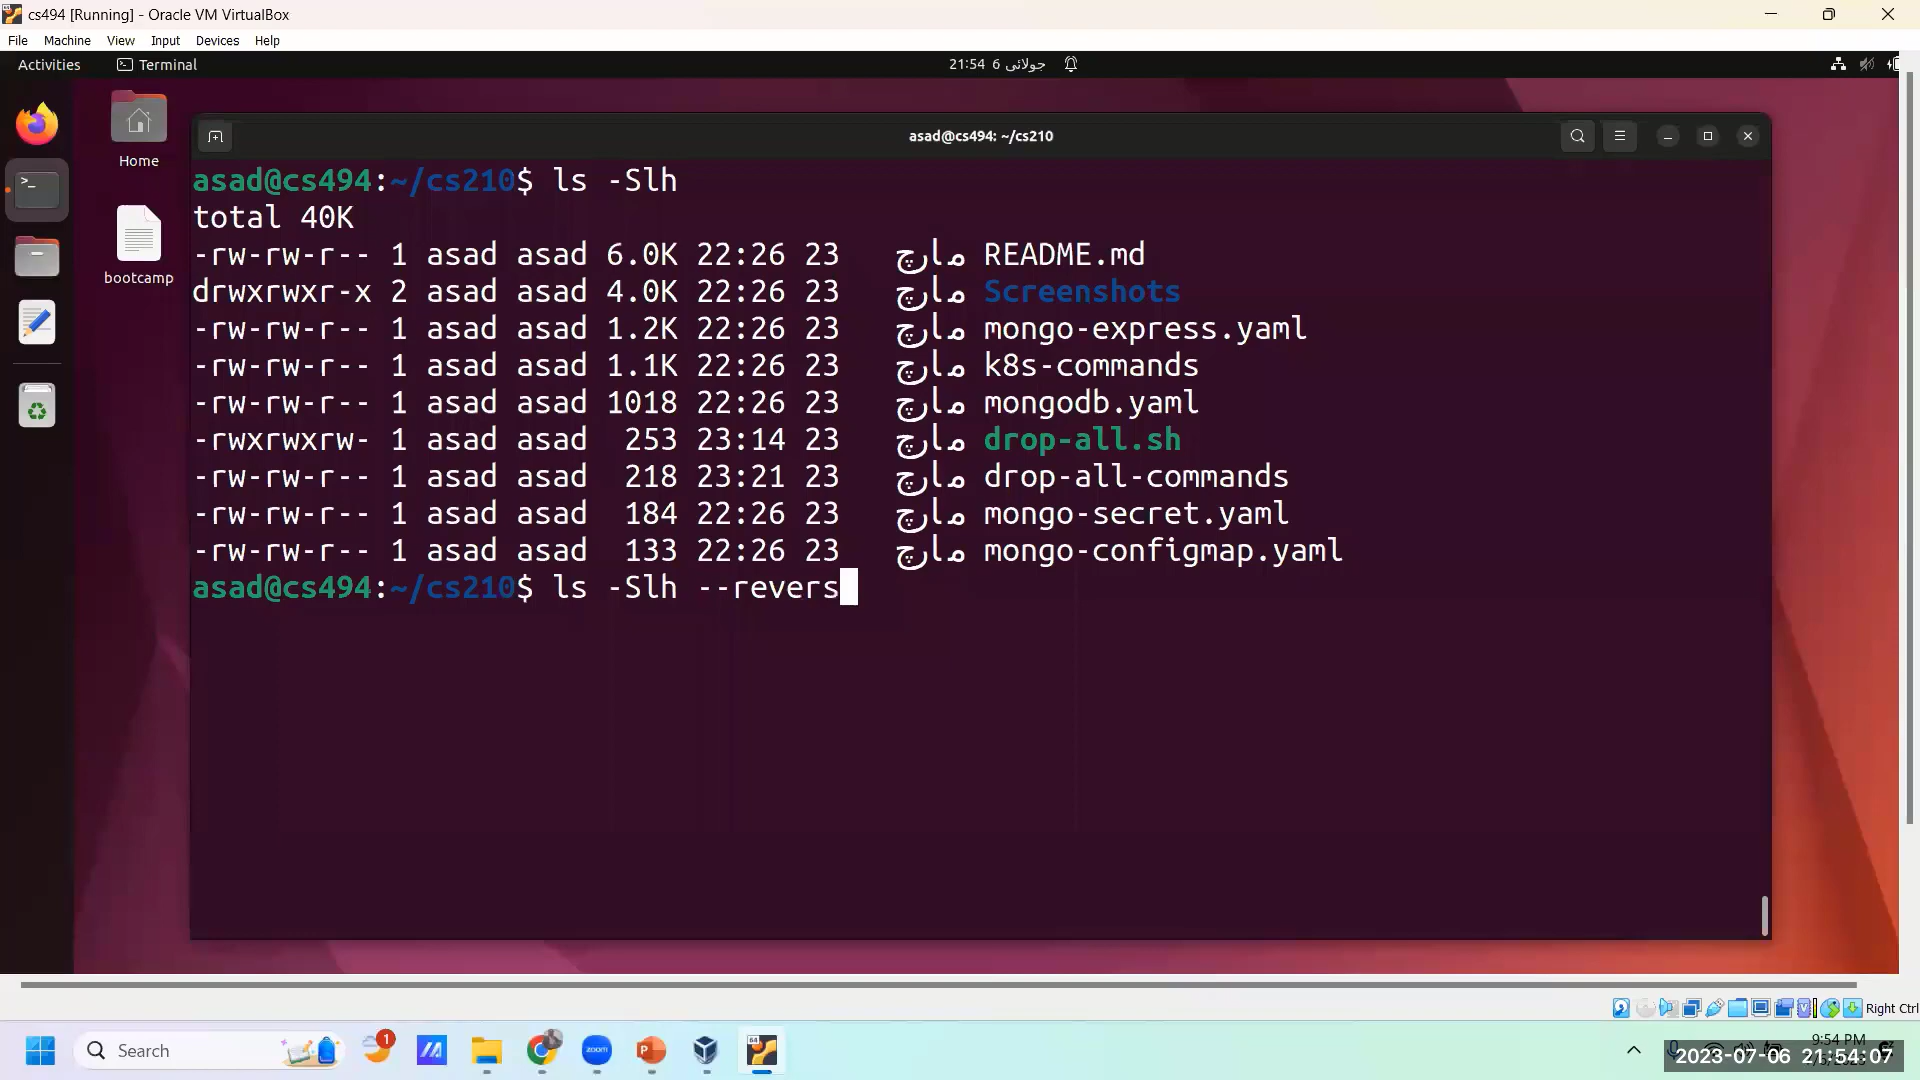 cs494 [Running] - Oracle VM VirtualBox
File Machine View Input Devices Help
Activities Terminal 21:54 6 جولائی
Home
bootcamp
asad@cs494: ~/cs210
asad@cs494:~/cs210$ ls -Slh
total 40K
-rw-rw-r-- 1 asad asad 6.0K 22:26 23 مارچ README.md
drwxrwxr-x 2 asad asad 4.0K 22:26 23 مارچ Screenshots
-rw-rw-r-- 1 asad asad 1.2K 22:26 23 مارچ mongo-express.yaml
-rw-rw-r-- 1 asad asad 1.1K 22:26 23 مارچ k8s-commands
-rw-rw-r-- 1 asad asad 1018 22:26 23 مارچ mongodb.yaml
-rwxrwxrw- 1 asad asad 253 23:14 23 مارچ drop-all.sh
-rw-rw-r-- 1 asad asad 218 23:21 23 مارچ drop-all-commands
-rw-rw-r-- 1 asad asad 184 22:26 23 مارچ mongo-secret.yaml
-rw-rw-r-- 1 asad asad 133 22:26 23 مارچ mongo-configmap.yaml
asad@cs494:~/cs210$ ls -Slh --revers
Right Ctrl
Search
1
zoom
64
9:54 PM
2023-07-06 21:54:07